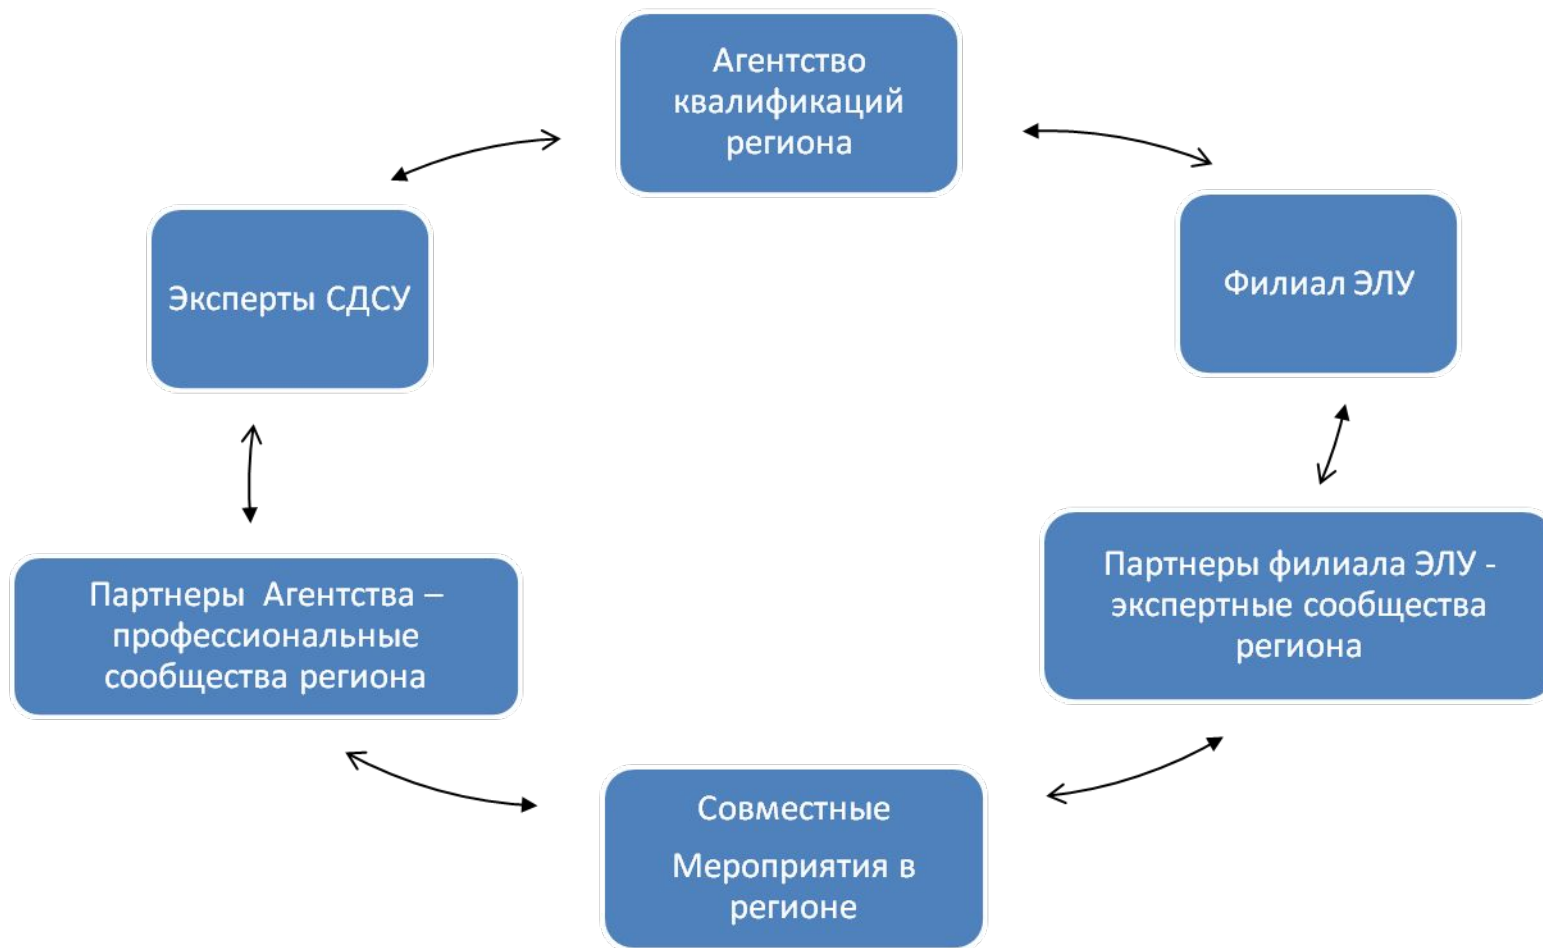 Агентство
квалификаций
региона
Филиал ЭЛУ
Эксперты СДСУ
Партнеры филиала ЭЛУ -
экспертные сообщества
региона
Партнеры  Агентства –
профессиональные
сообщества региона
Совместные
Мероприятия в
регионе